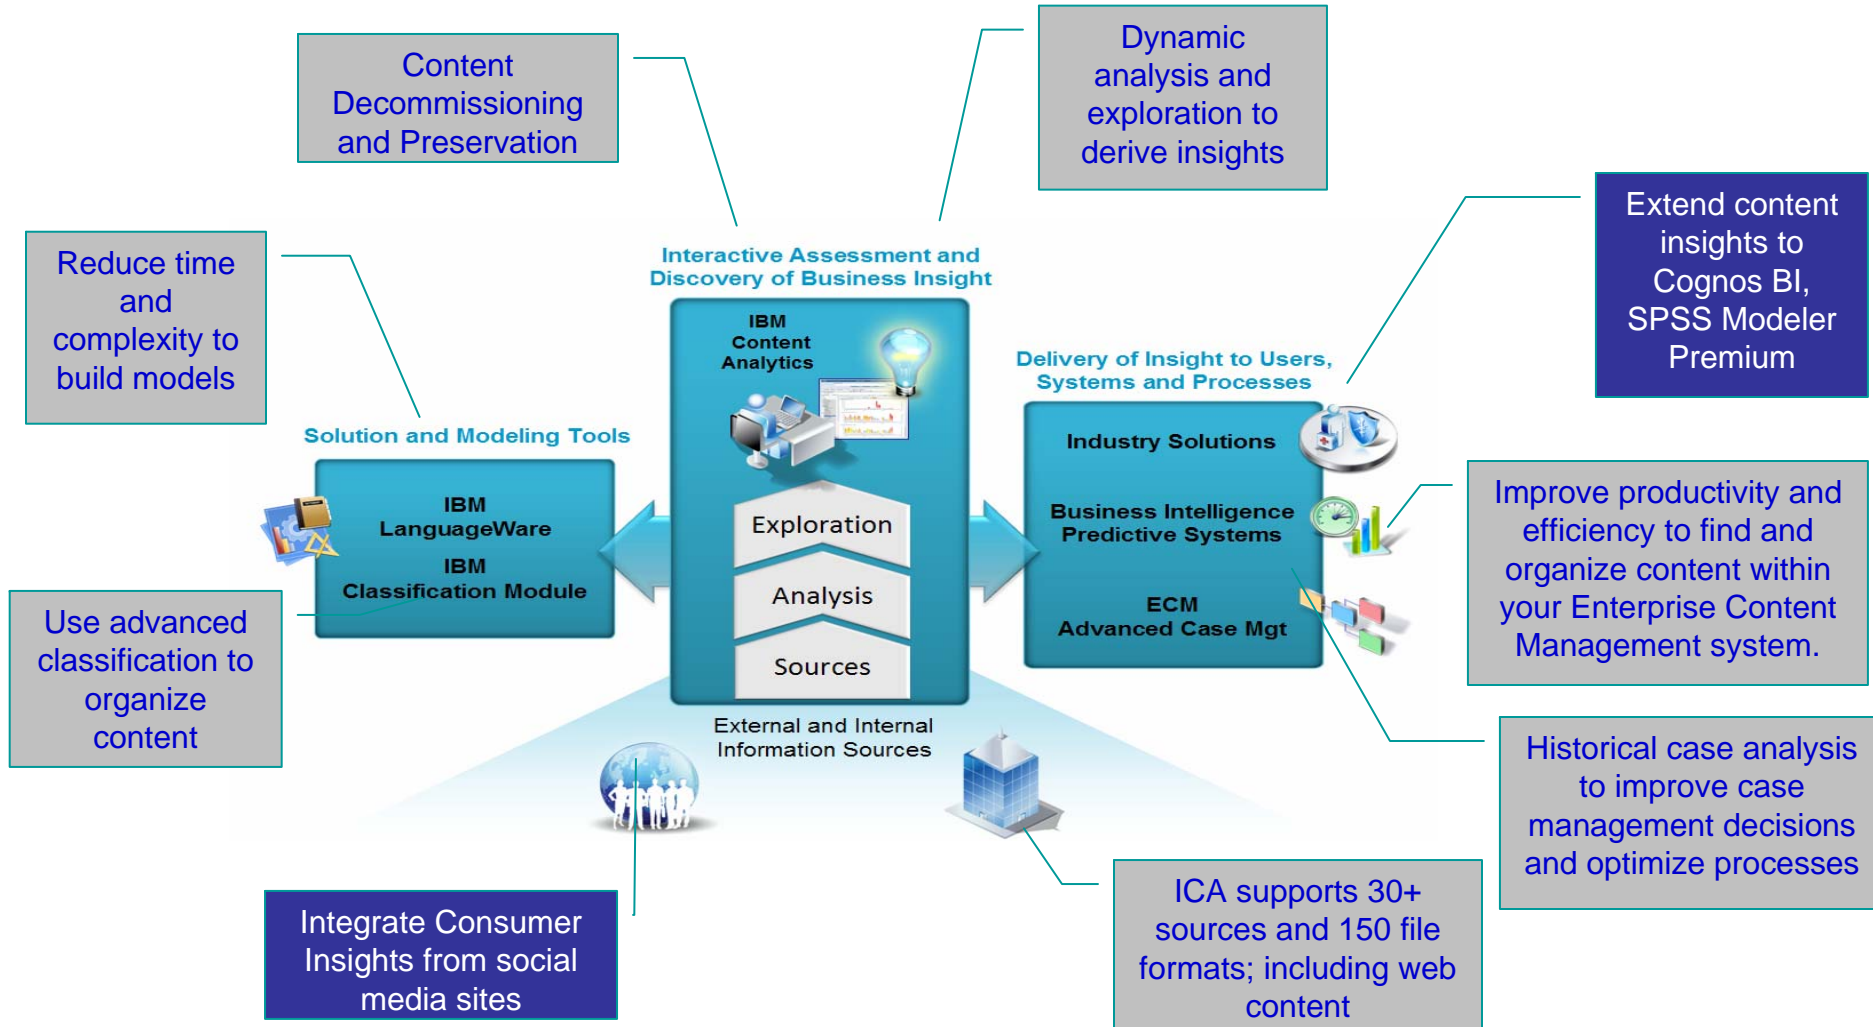 Content
Decommissioning
and Preservation
Dynamic
analysis and
exploration to
derive insights
Extend content
insights to
Cognos BI,
SPSS Modeler
Premium
Reduce time
and
complexity to
build models
Interactive Assessment and
Discovery of Business Insight
IBM
Content
Analytics
Exploration
Analysis
Sources
Solution and Modeling Tools
IBM
LanguageWare
IBM
Classification Module
Delivery of Insight to Users,
Systems and Processes
Industry Solutions
Business Intelligence
Predictive Systems
ECM
Advanced Case Mgt
Improve productivity and
efficiency to find and
organize content within
your Enterprise Content
Management system.
Use advanced
classification to
organize
content
External and Internal
Information Sources
Historical case analysis
to improve case
management decisions
and optimize processes
Integrate Consumer
Insights from social
media sites
ICA supports 30+
sources and 150 file
formats; including web
content